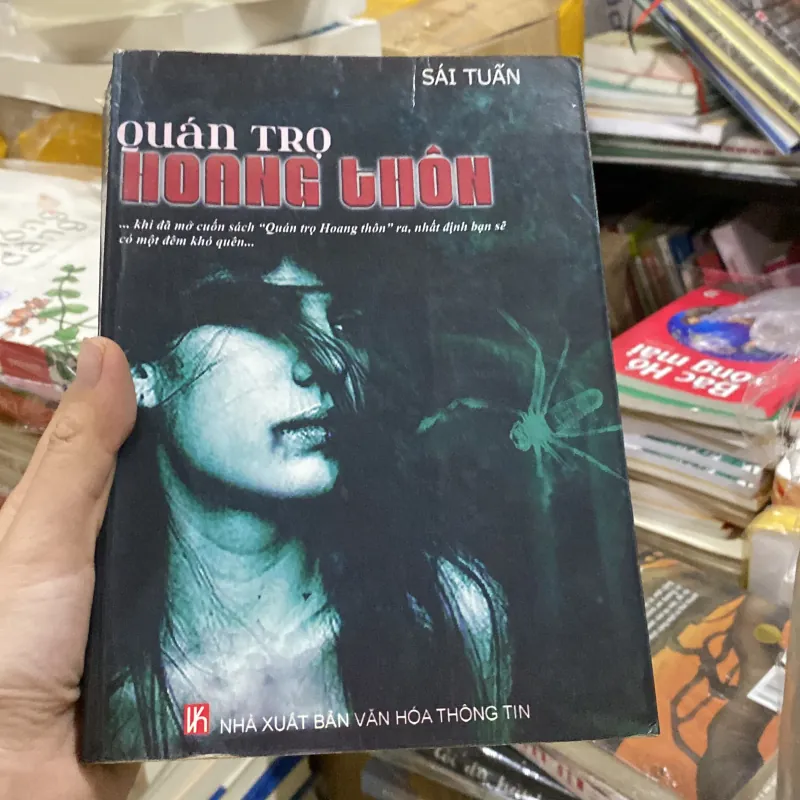 SÁI TUẤN
QUÁN TRỌ
HOANG THÔN
... khi đã mở cuốn sách "Quán trọ Hoang thôn" ra, nhất định bạn sẽ
có một đêm khó quên...
NHÀ XUẤT BẢN VĂN HÓA THÔNG TIN
BÁC HỒ
SỐNG MÃI